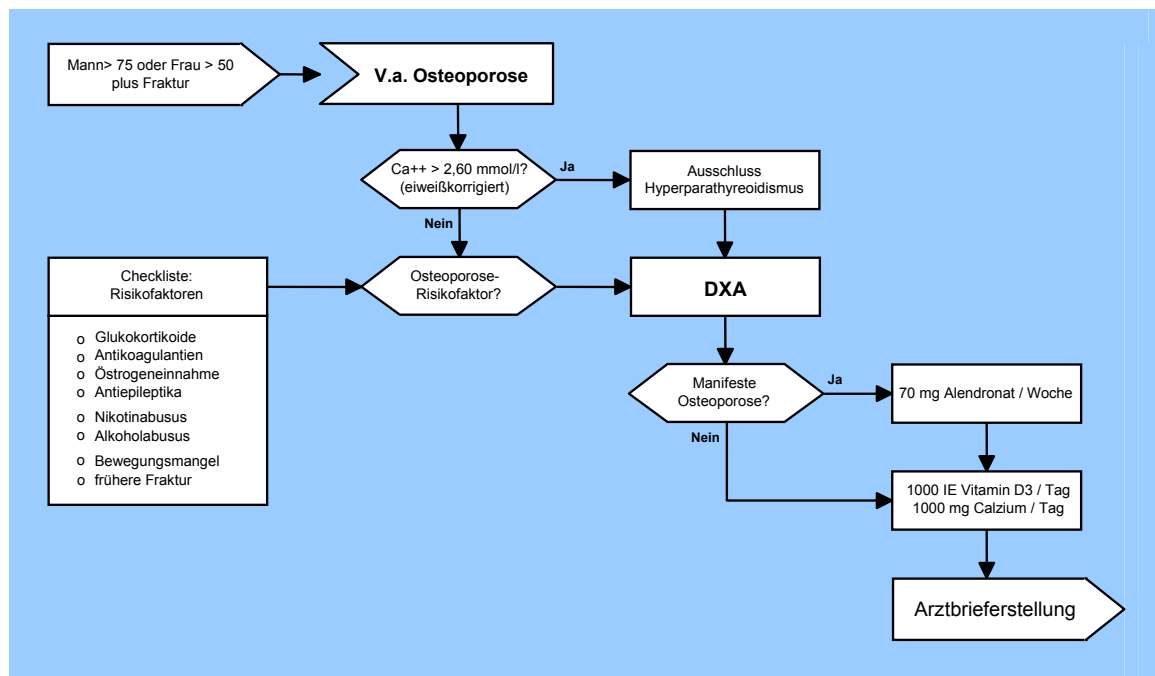 Mann> 75 oder Frau > 50
plus Fraktur
V.a. Osteoporose
Ca++ > 2,60 mmol/l?
(eiweißkorrigiert)
Ja
Ausschluss
Hyperparathyreoidismus
Nein
Checkliste:
Risikofaktoren
Osteoporose-
Risikofaktor?
DXA
o Glukokortikoide
o Antikoagulantien
o Östrogeneinnahme
o Antiepileptika
o Nikotinabusus
o Alkoholabusus
o Bewegungsmangel
o frühere Fraktur
Manifeste
Osteoporose?
Ja
70 mg Alendronat / Woche
Nein
1000 IE Vitamin D3 / Tag
1000 mg Calzium / Tag
Arztbrieferstellung